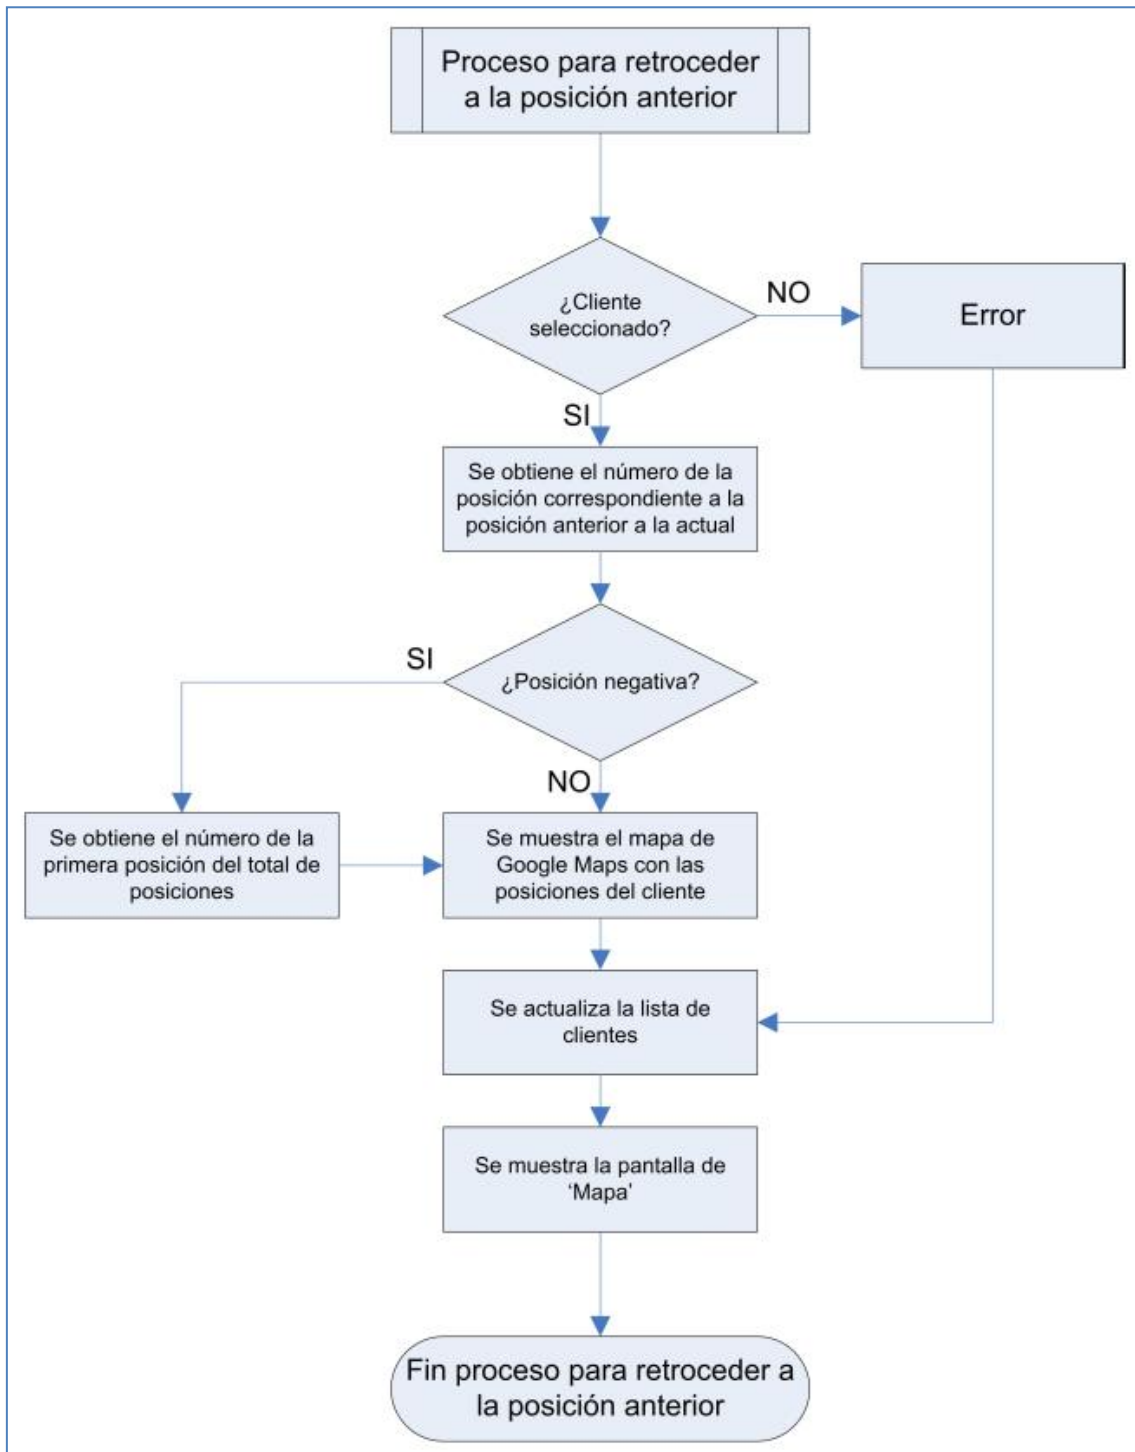 Proceso para retroceder
a la posición anterior
¿Cliente
seleccionado?
NO
Error
SI
Se obtiene el número de la
posición correspondiente a la
posición anterior a la actual
SI
¿Posición negativa?
NO
Se obtiene el número de la
primera posición del total de
posiciones
Se muestra el mapa de
Google Maps con las
posiciones del cliente
Se actualiza la lista de
clientes
Se muestra la pantalla de
‘Mapa’
Fin proceso para retroceder a
la posición anterior